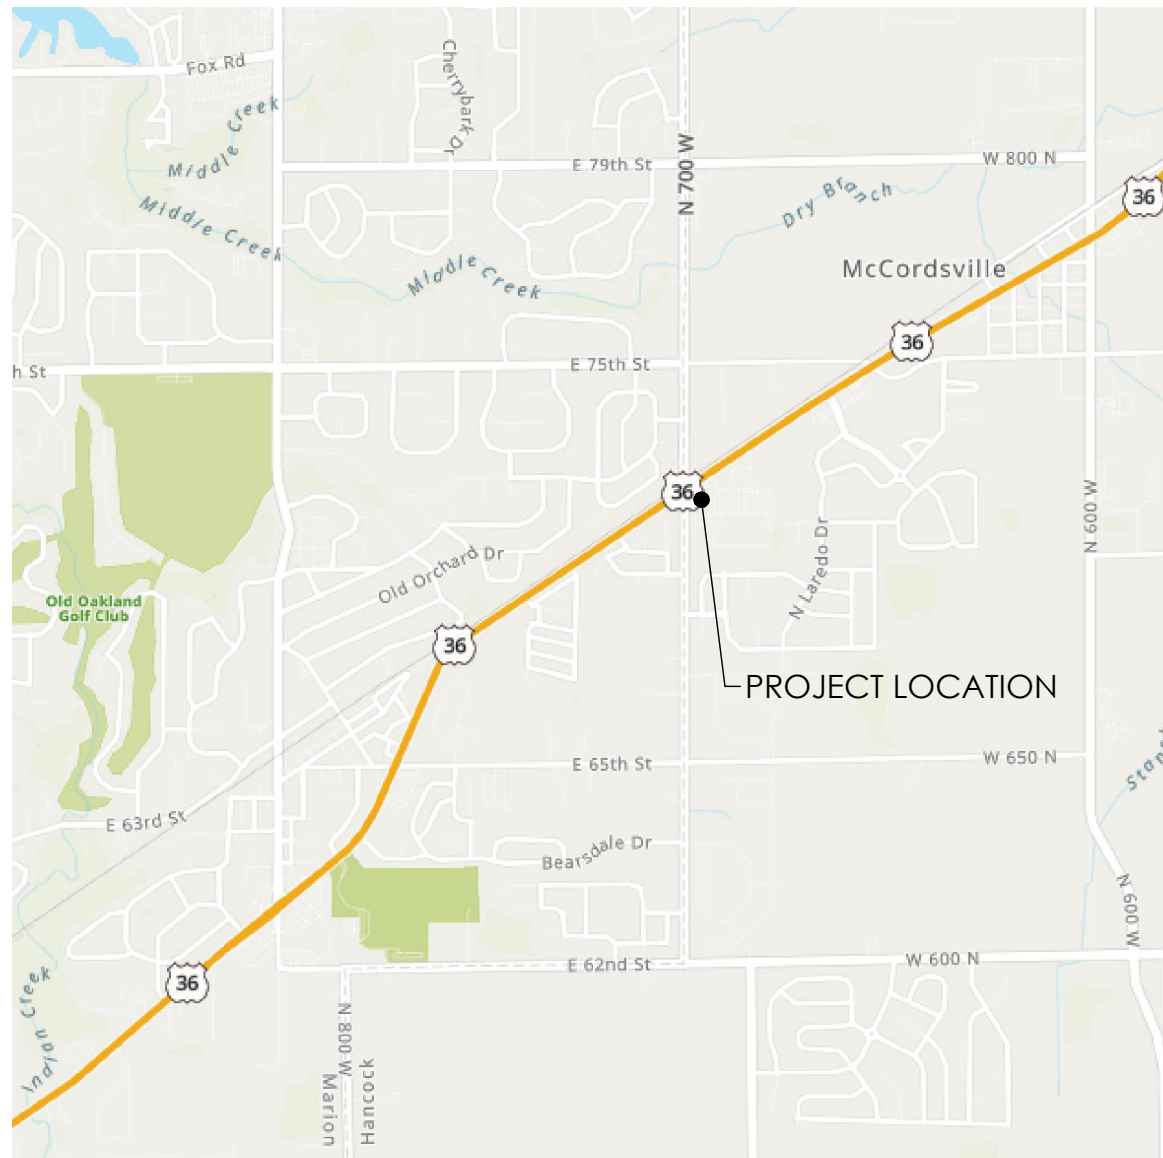 Fox Rd
Cherrybark Dr
Middle Creek
E 79th St
W 800 N
N 700 W
36
Dry Branch
Middle Creek
Middle Creek
McCordsville
36
E 75th St
h St
36
N 600 W
Old Orchard Dr
N Laredo Dr
Old Oakland
Golf Club
36
PROJECT LOCATION
E 65th St
W 650 N
E 63rd St
Bearsdale Dr
N 600 W
E 62nd St
W 600 N
36
Indian Creek
N 800 W
Marion
Hancock